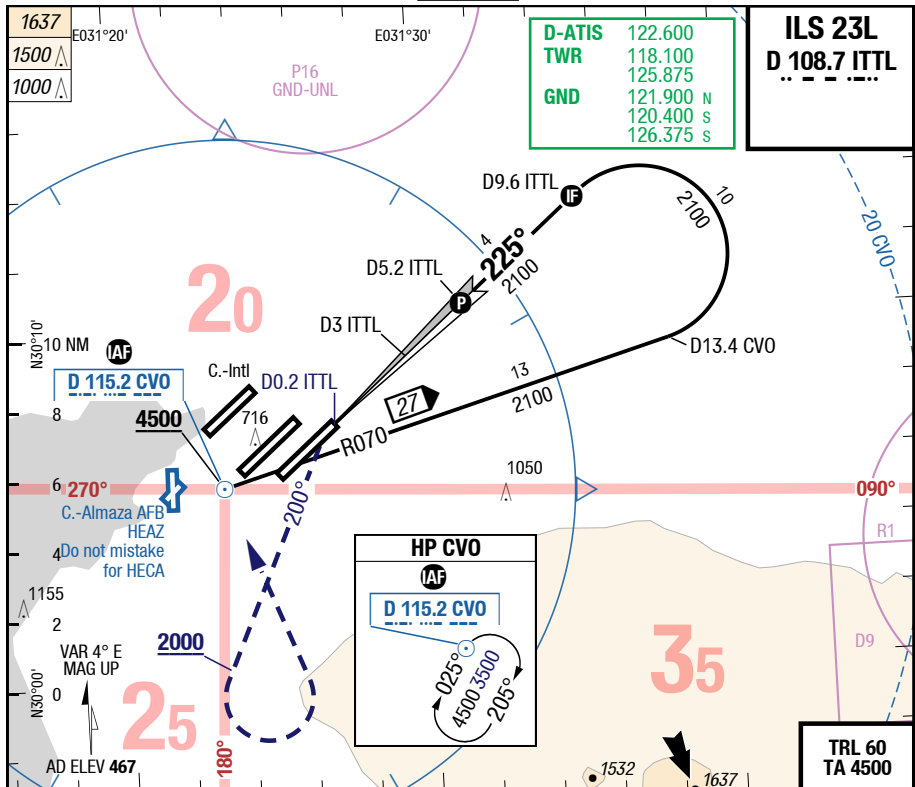 1637
1500
1000
E031°20'
E031°30'
P16
GND-UNL
D-ATIS 122.600
TWR 118.100
125.875
GND 121.900 N
120.400 S
126.375 S
ILS 23L
D 108.7 ITTL
D9.6 ITTL
IF
10
2100
20 CVO
4
225°
2100
D5.2 ITTL
P
20
D3 ITTL
N30°10'
10 NM
IAF
D 115.2 CVO
C.-Intl
D0.2 ITTL
D13.4 CVO
13
2100
27
R070
8
4500
716
6
270°
1050
090°
200°
C.-Almaza AFB
HEAZ
Do not mistake
for HECA
4
R1
HP CVO
IAF
D 115.2 CVO
025°
4500 3500
205°
1155
2
D9
35
VAR 4° E
MAG UP
2000
N30°00'
0
25
180°
AD ELEV 467
1532
1637
TRL 60
TA 4500